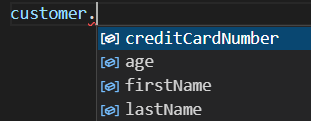 customer.
creditCardNumber
age
firstName
lastName